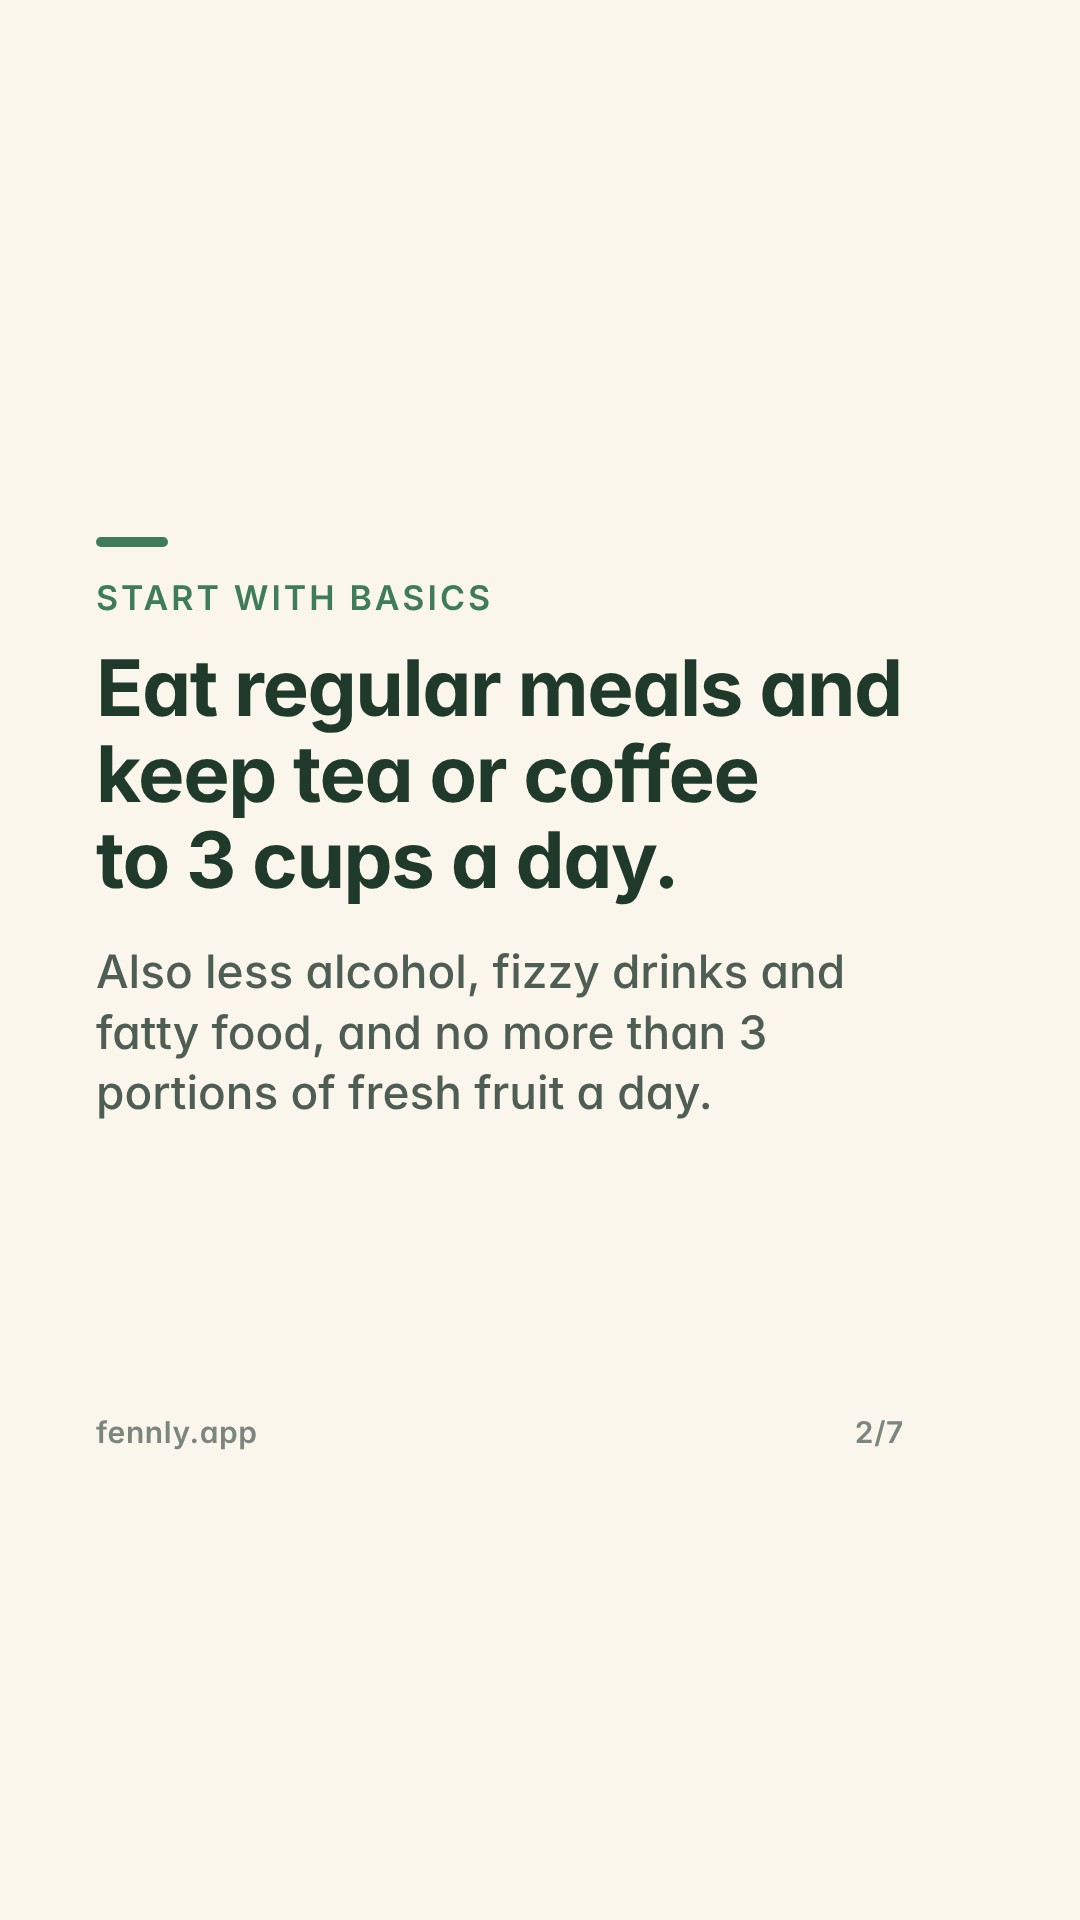 START WITH BASICS
Eat regular meals and
keep tea or coffee
to 3 cups a day.
Also less alcohol, fizzy drinks and
fatty food, and no more than 3
portions of fresh fruit a day.
fennly.app
2/7